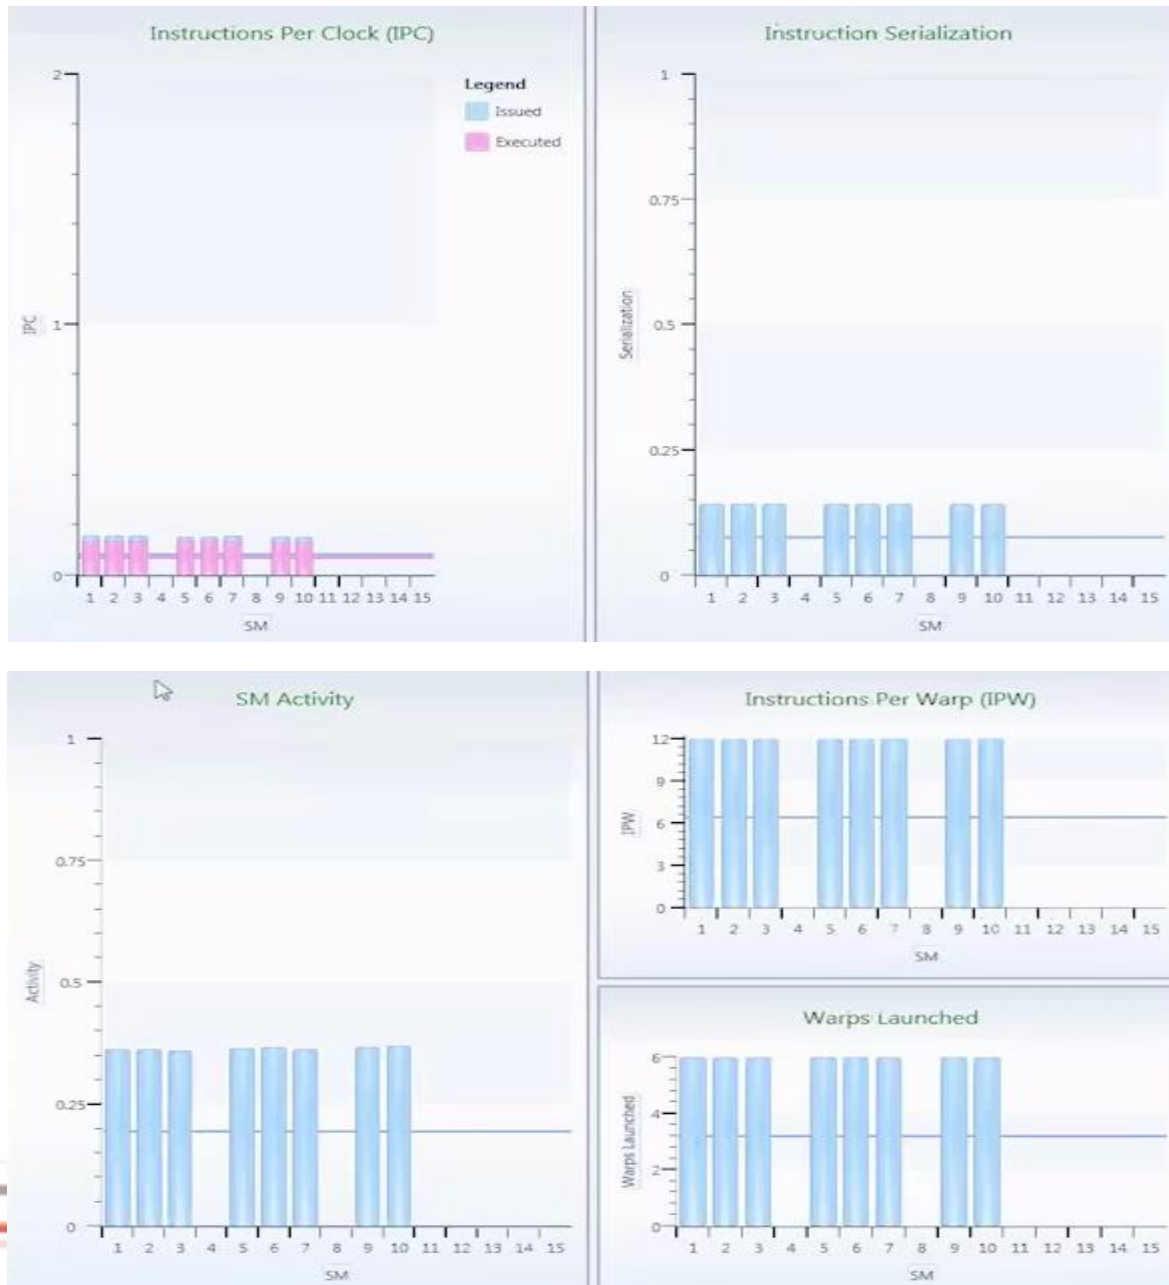 Instructions Per Clock (IPC)
2
1
0
IPC
1 2 3 4 5 6 7 8 9 10 11 12 13 14 15
SM
Legend
Issued
Executed
Instruction Serialization
1
0.75
0.5
0.25
0
Serialization
1 2 3 4 5 6 7 8 9 10 11 12 13 14 15
SM
SM Activity
1
0.75
0.5
0.25
0
Activity
1 2 3 4 5 6 7 8 9 10 11 12 13 14 15
SM
Instructions Per Warp (IPW)
12
9
6
3
0
IPW
1 2 3 4 5 6 7 8 9 10 11 12 13 14 15
SM
Warps Launched
6
4
2
0
Warps Launched
1 2 3 4 5 6 7 8 9 10 11 12 13 14 15
SM